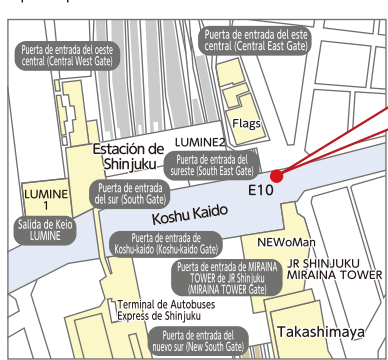 Puerta de entrada del oeste
central (Central West Gate)
Puerta de entrada del este
central (Central East Gate)
Flags
Estación de
Shinjuku
LUMINE2
Puerta de entrada del
sureste (South East Gate)
E10
LUMINE
1
Puerta de entrada
del sur (South Gate)
Koshu Kaido
Salida de Keio
LUMINE
Puerta de entrada de
Koshu-kaido (Koshu-kaido Gate)
NEWoMan
Puerta de entrada de MIRAINA
TOWER de JR Shinjuku
(MIRAINA TOWER Gate)
JR SHINJUKU
MIRAINA TOWER
Terminal de Autobuses
Express de Shinjuku
Puerta de entrada del
nuevo sur (New South Gate)
Takashimaya